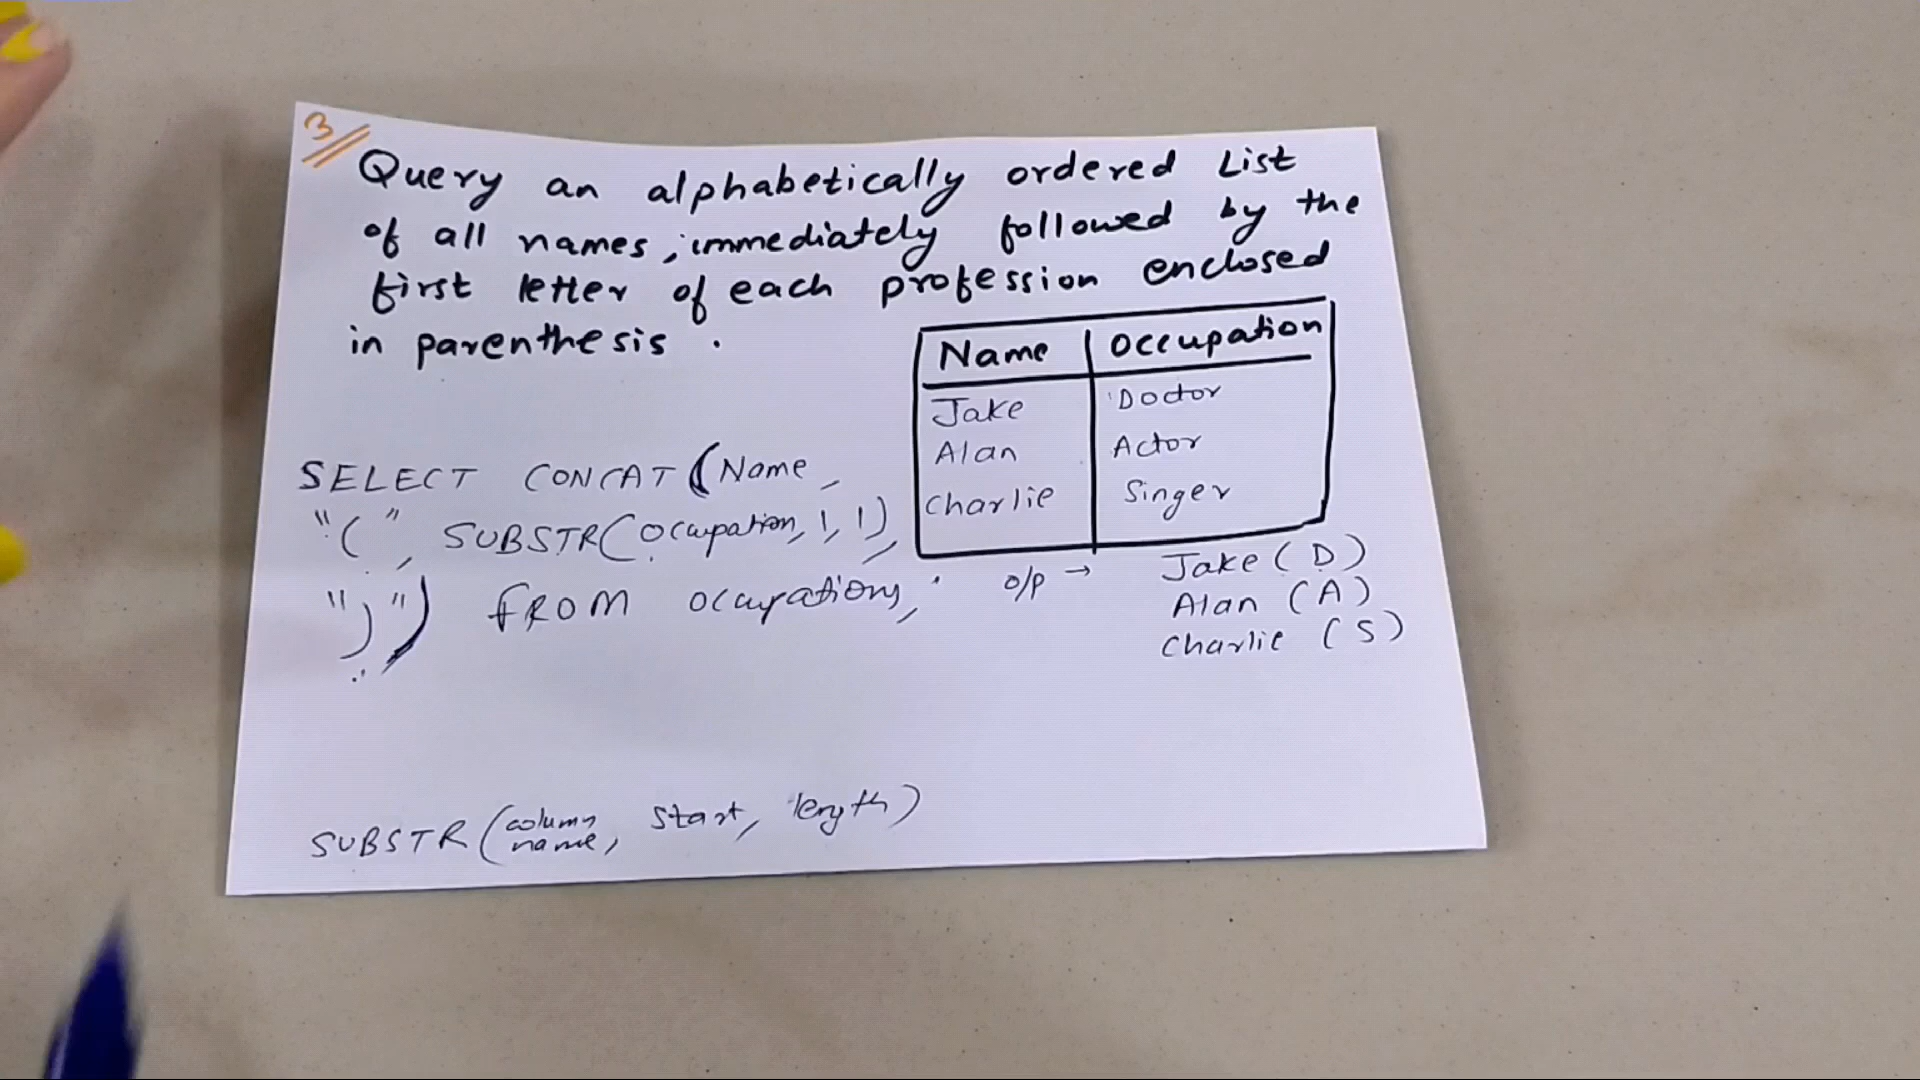 3
Query an alphabetically ordered List
of all names, immediately followed by the
first letter of each profession enclosed
in parenthesis .
Name | Occupation
Jake Doctor
Alan Actor
Charlie Singer
SELECT CONCAT (Name,
"(", SUBSTR(Occupation, 1, 1),
")") FROM occupations;
o/p → Jake (D)
Alan (A)
Charlie (S)
SUBSTR (column name, start, length)